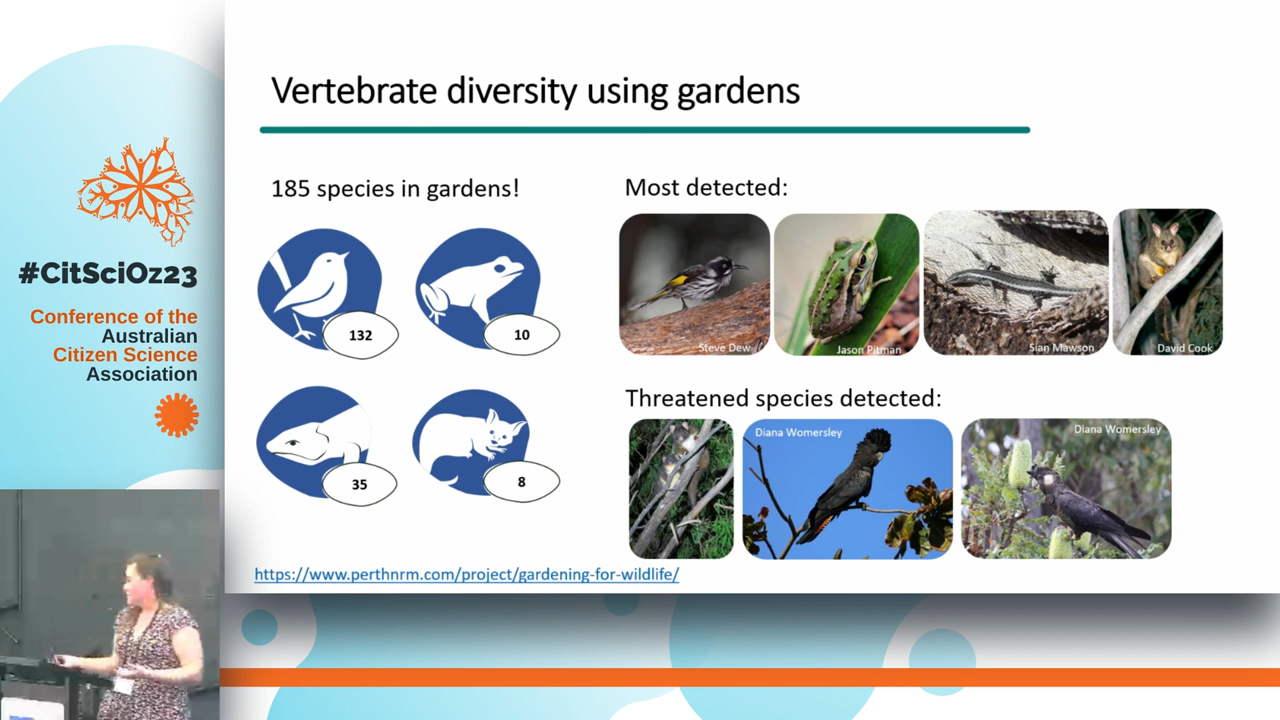 Vertebrate diversity using gardens
185 species in gardens!
132
10
35
8
Most detected:
Steve Dew
Jason Pitman
Sian Mawson
David Cook
Threatened species detected:
Diana Womersley
Diana Womersley
https://www.perthnrm.com/project/gardening-for-wildlife/
#CitSciOz23
Conference of the
Australian
Citizen Science
Association